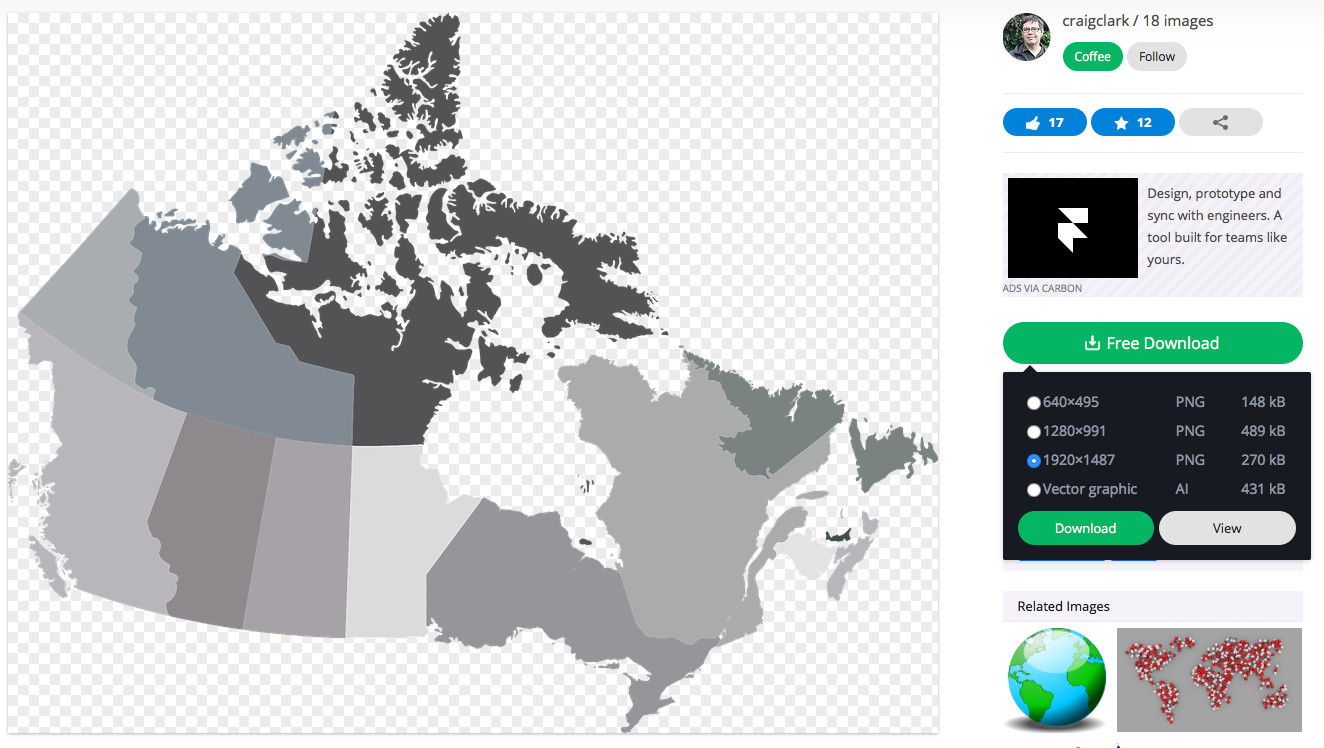 craigclark / 18 images
Coffee
Follow
17
12
Design, prototype and
sync with engineers. A
tool built for teams like
yours.
ADS VIA CARBON
Free Download
640×495 PNG 148 kB
1280×991 PNG 489 kB
1920×1487 PNG 270 kB
Vector graphic AI 431 kB
Download
View
Related Images